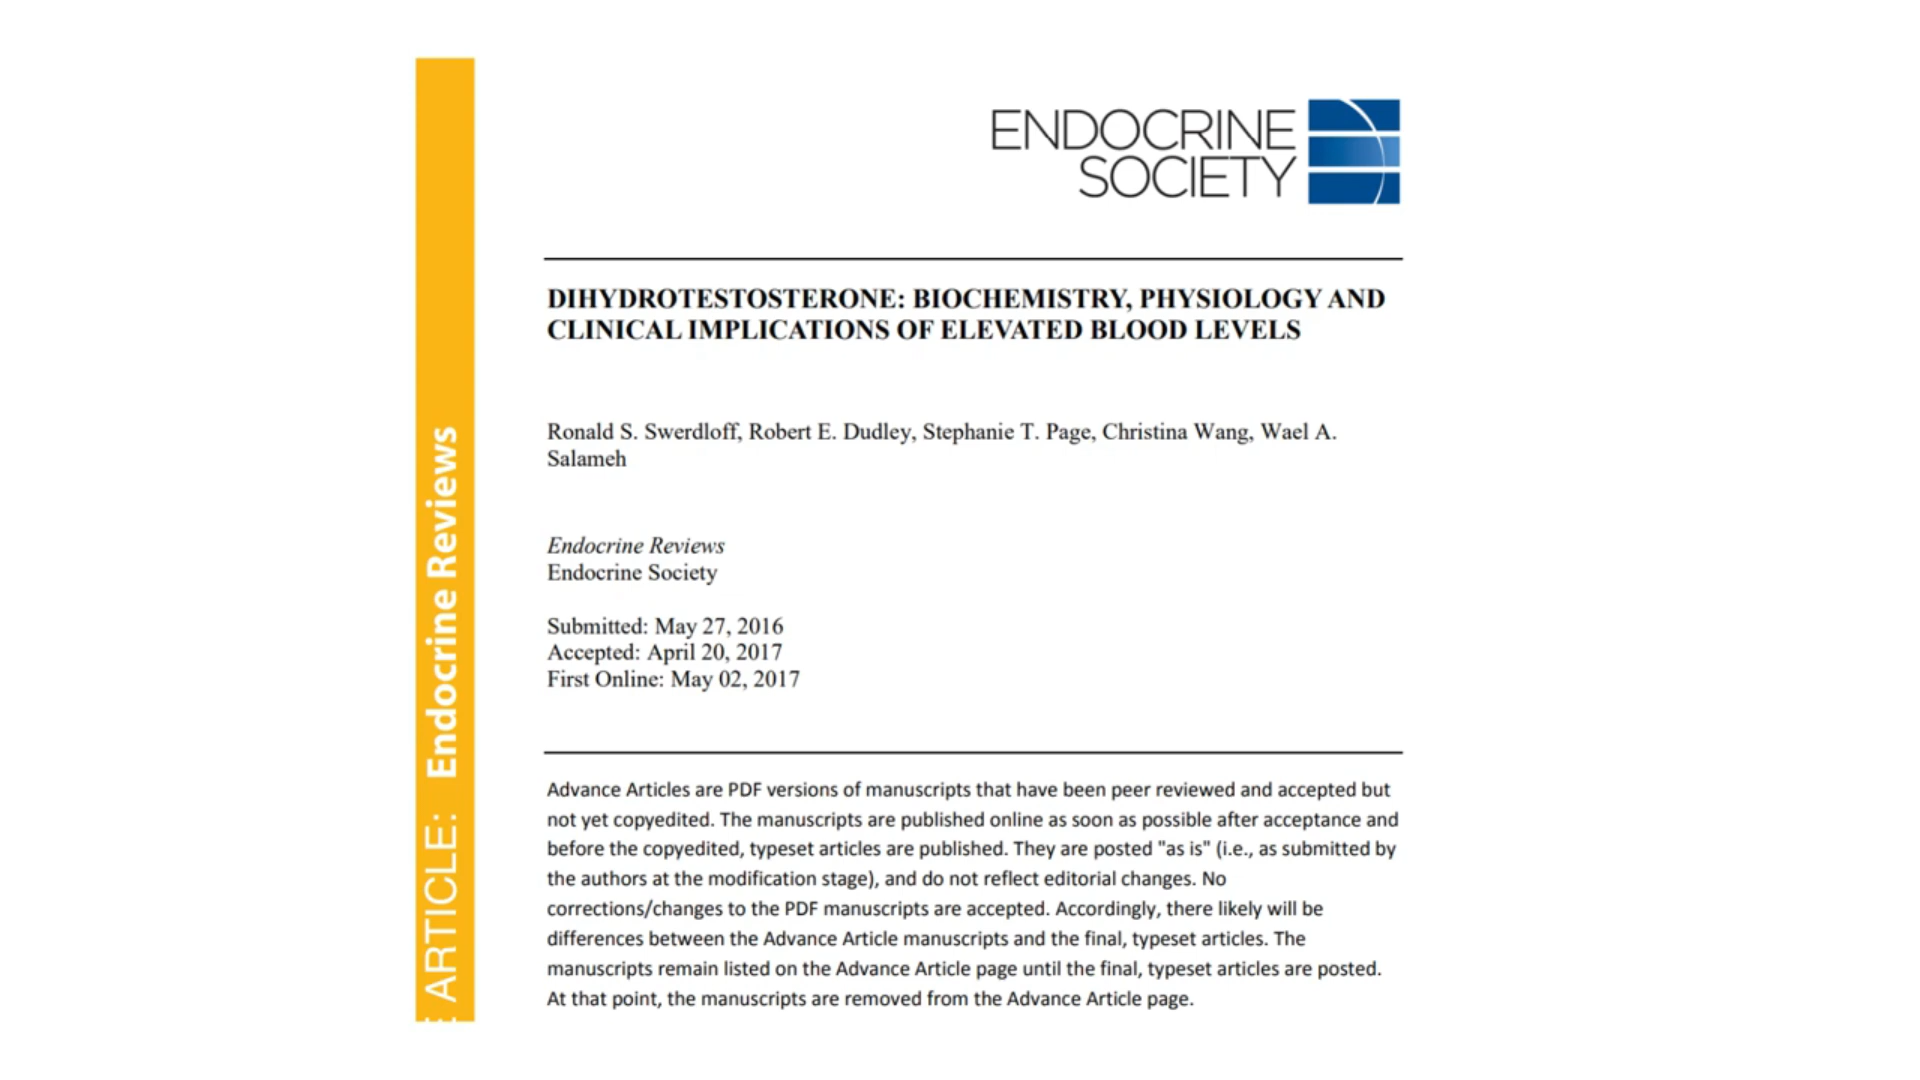 ENDOCRINE
SOCIETY
DIHYDROTESTOSTERONE: BIOCHEMISTRY, PHYSIOLOGY AND
CLINICAL IMPLICATIONS OF ELEVATED BLOOD LEVELS
Ronald S. Swerdloff, Robert E. Dudley, Stephanie T. Page, Christina Wang, Wael A.
Salameh
Endocrine Reviews
Endocrine Society
Submitted: May 27, 2016
Accepted: April 20, 2017
First Online: May 02, 2017
Advance Articles are PDF versions of manuscripts that have been peer reviewed and accepted but
not yet copyedited. The manuscripts are published online as soon as possible after acceptance and
before the copyedited, typeset articles are published. They are posted "as is" (i.e., as submitted by
the authors at the modification stage), and do not reflect editorial changes. No
corrections/changes to the PDF manuscripts are accepted. Accordingly, there likely will be
differences between the Advance Article manuscripts and the final, typeset articles. The
manuscripts remain listed on the Advance Article page until the final, typeset articles are posted.
At that point, the manuscripts are removed from the Advance Article page.
ARTICLE: Endocrine Reviews